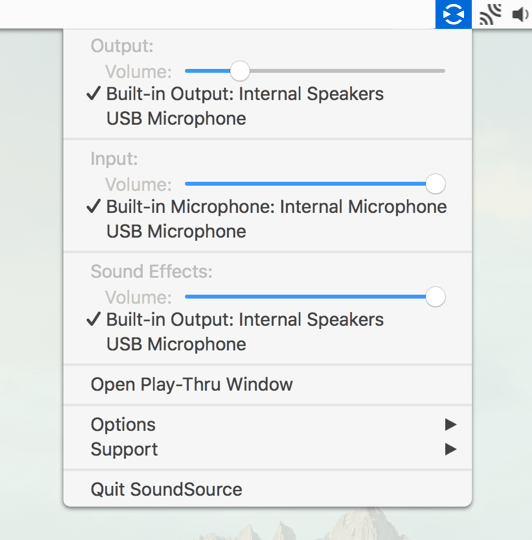 Output:
Volume:
Built-in Output: Internal Speakers
USB Microphone
Input:
Volume:
Built-in Microphone: Internal Microphone
USB Microphone
Sound Effects:
Volume:
Built-in Output: Internal Speakers
USB Microphone
Open Play-Thru Window
Options
Support
Quit SoundSource